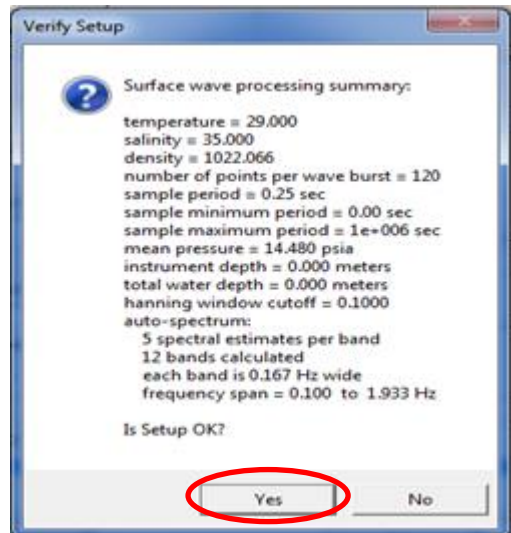 Verify Setup
Surface wave processing summary:
temperature = 29.000
salinity = 35.000
density = 1022.066
number of points per wave burst = 120
sample period = 0.25 sec
sample minimum period = 0.00 sec
sample maximum period = 1e+006 sec
mean pressure = 14.480 psia
instrument depth = 0.000 meters
total water depth = 0.000 meters
hanning window cutoff = 0.1000
auto-spectrum:
5 spectral estimates per band
12 bands calculated
each band is 0.167 Hz wide
frequency span = 0.100 to 1.933 Hz
Is Setup OK?
Yes No